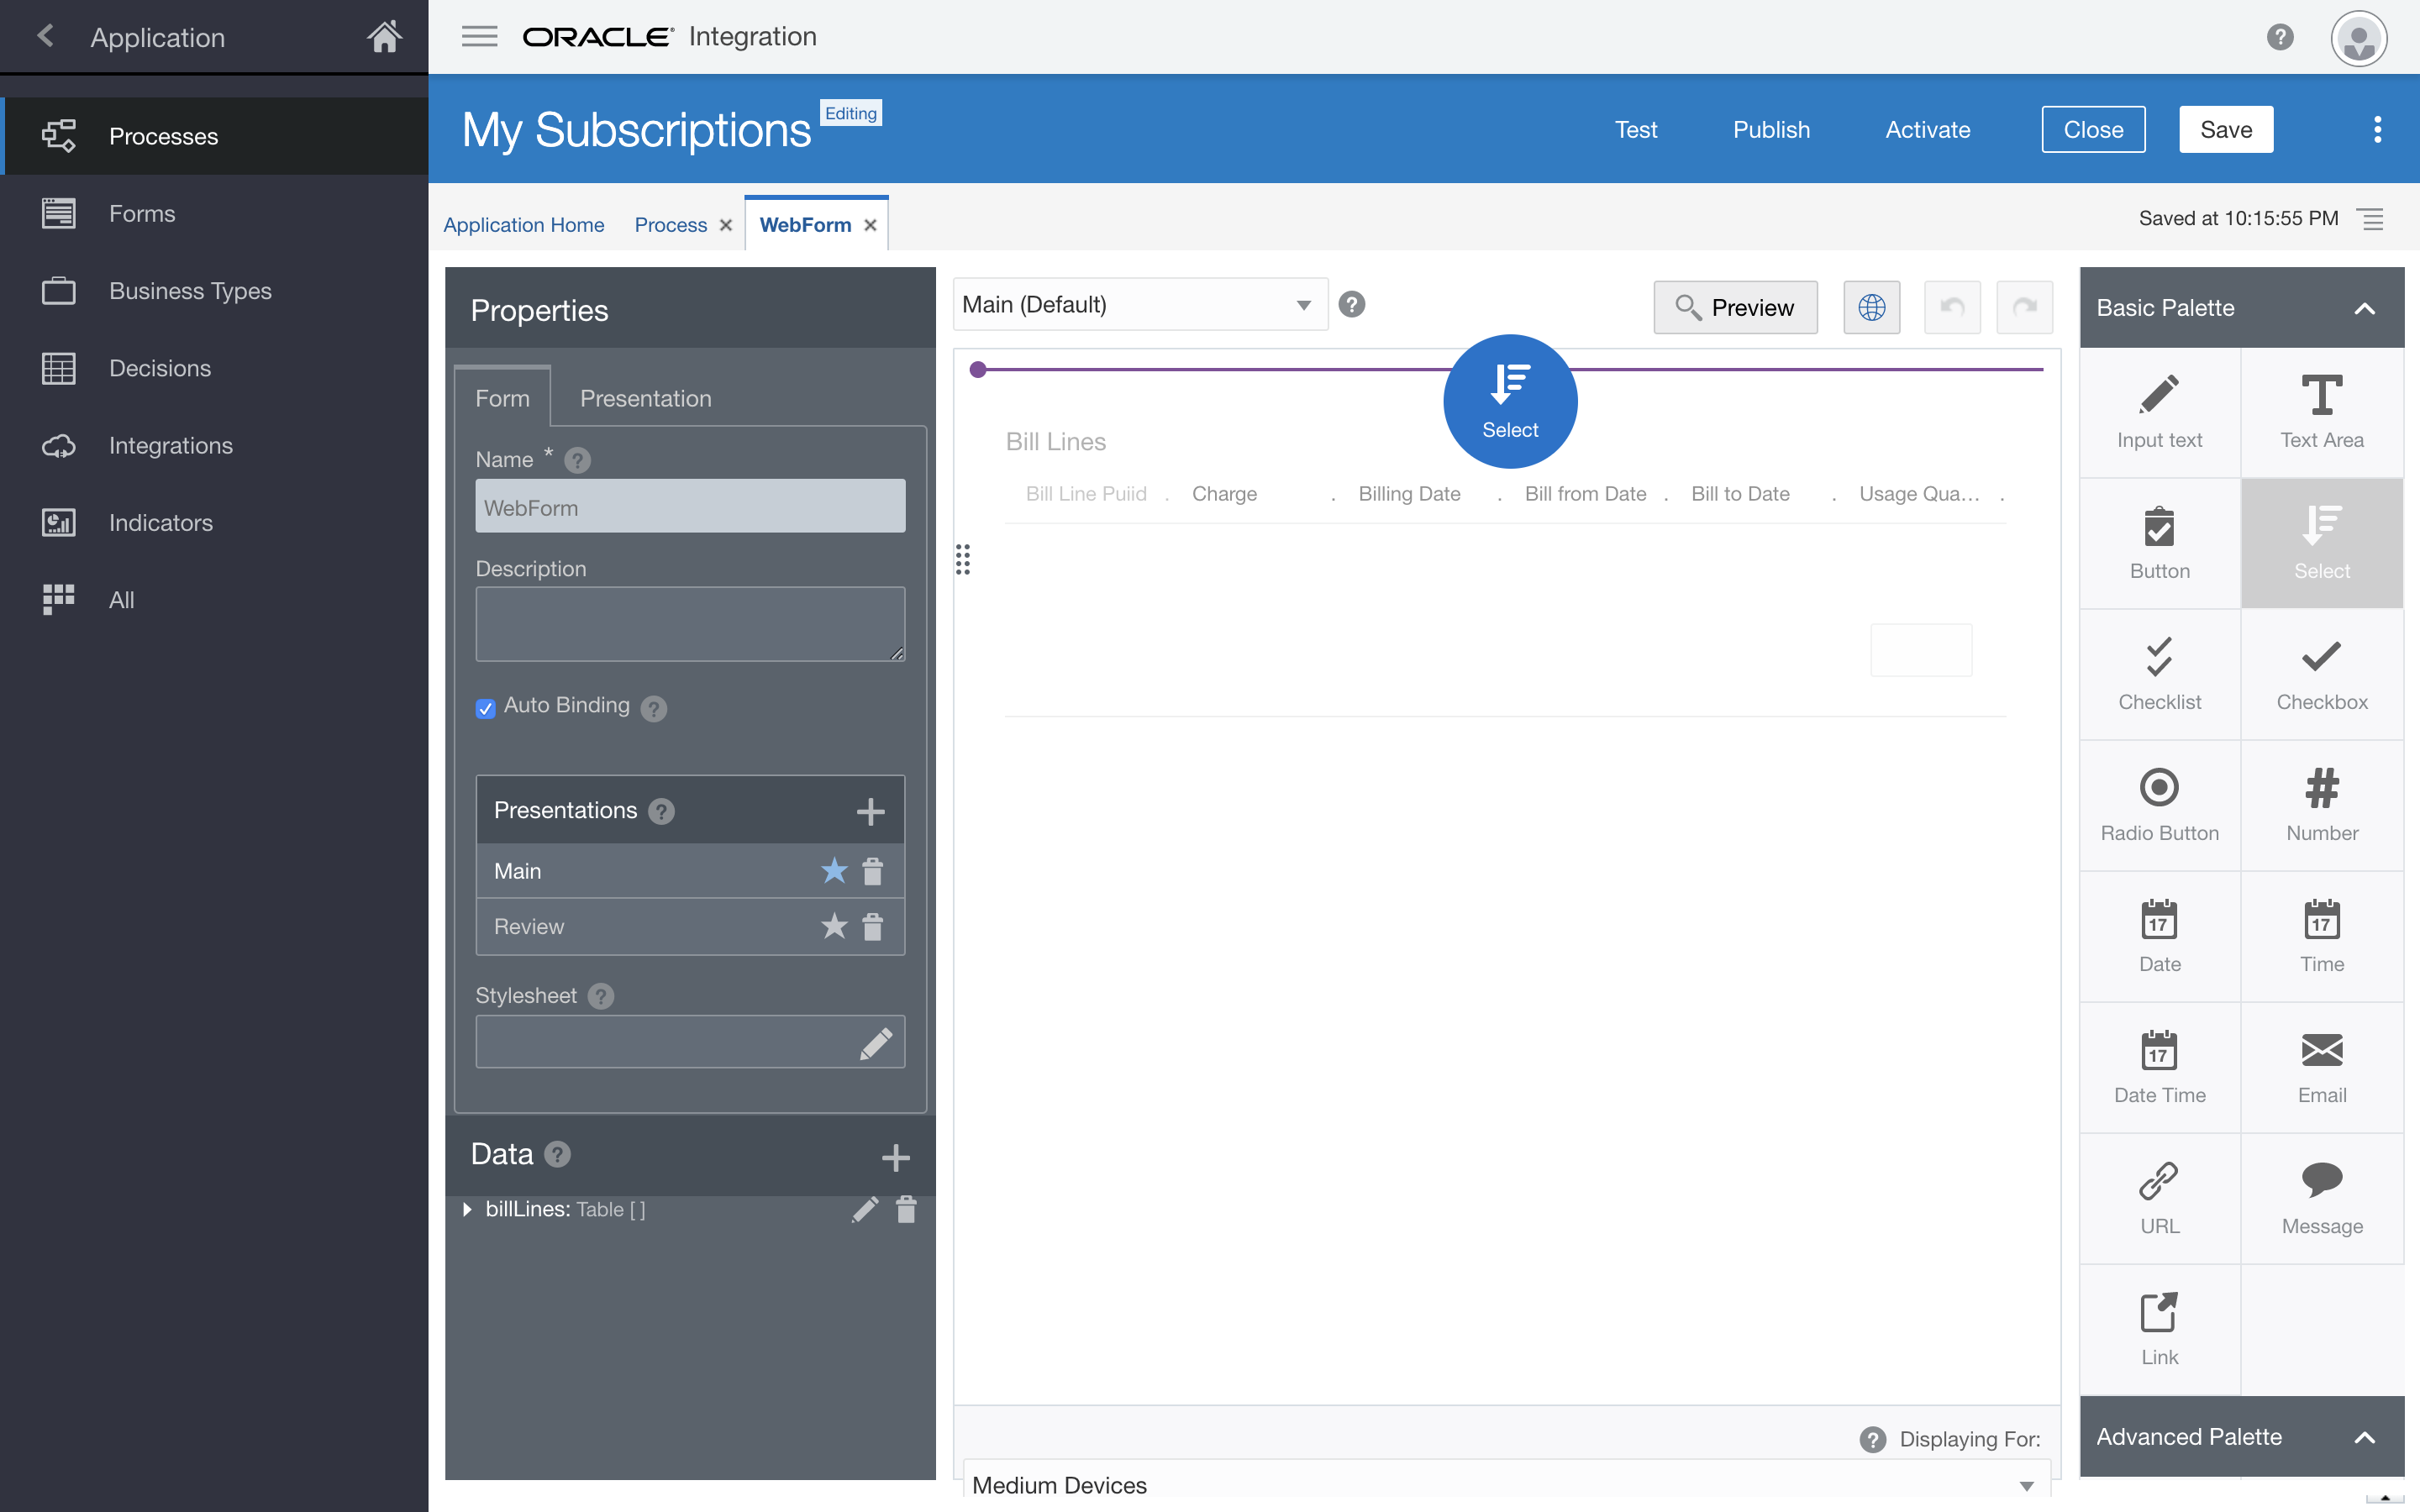 Application
ORACLE Integration
My Subscriptions Editing
Test Publish Activate Close Save
Processes
Forms
Business Types
Decisions
Integrations
Indicators
All
Application Home Process WebForm
Saved at 10:15:55 PM
Properties
Form Presentation
Name *
WebForm
Description
Auto Binding
Presentations
Main
Review
Stylesheet
Data
billLines: Table [ ]
Main (Default)
Preview
Select
Bill Lines
Bill Line Puiid . Charge . Billing Date . Bill from Date . Bill to Date . Usage Qua... .
Displaying For:
Medium Devices
Basic Palette
Input text Text Area
Button Select
Checklist Checkbox
Radio Button Number
17 17
Date Time
17
Date Time Email
URL Message
Link
Advanced Palette